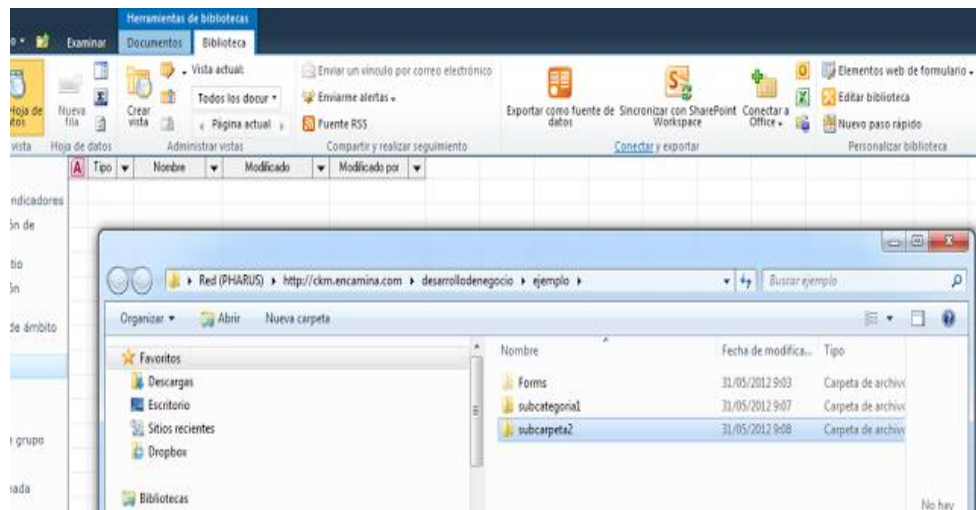 Herramientas de bibliotecas
Examinar Documentos Biblioteca
Hoja de
Nueva fila
Crear vista
Vista actual:
Todos los docur
Página actual
Enviar un vínculo por correo electrónico
Enviarme alertas
Fuente RSS
Exportar como fuente de datos
Sincronizar con SharePoint Workspace
Conectar a Office
Elementos web de formulario
Editar biblioteca
Nuevo paso rápido
vista Hoja de datos Administrar vistas Compartir y realizar seguimiento Conectar y exportar Personalizar biblioteca
Tipo Nombre Modificado Modificado por
ón de
de ámbito
grupo
Red (PHARUS) http://ckm.encamina.com desarrollodenegocio ejemplo
Buscar ejemplo
Organizar Abrir Nueva carpeta
Favoritos
Descargas
Escritorio
Sitios recientes
Dropbox
Bibliotecas
Nombre Fecha de modifica... Tipo
Forms 31/05/2012 9:03 Carpeta de archivo
subcategoria1 31/05/2012 9:07 Carpeta de archivo
subcarpeta2 31/05/2012 9:08 Carpeta de archivo
No hay